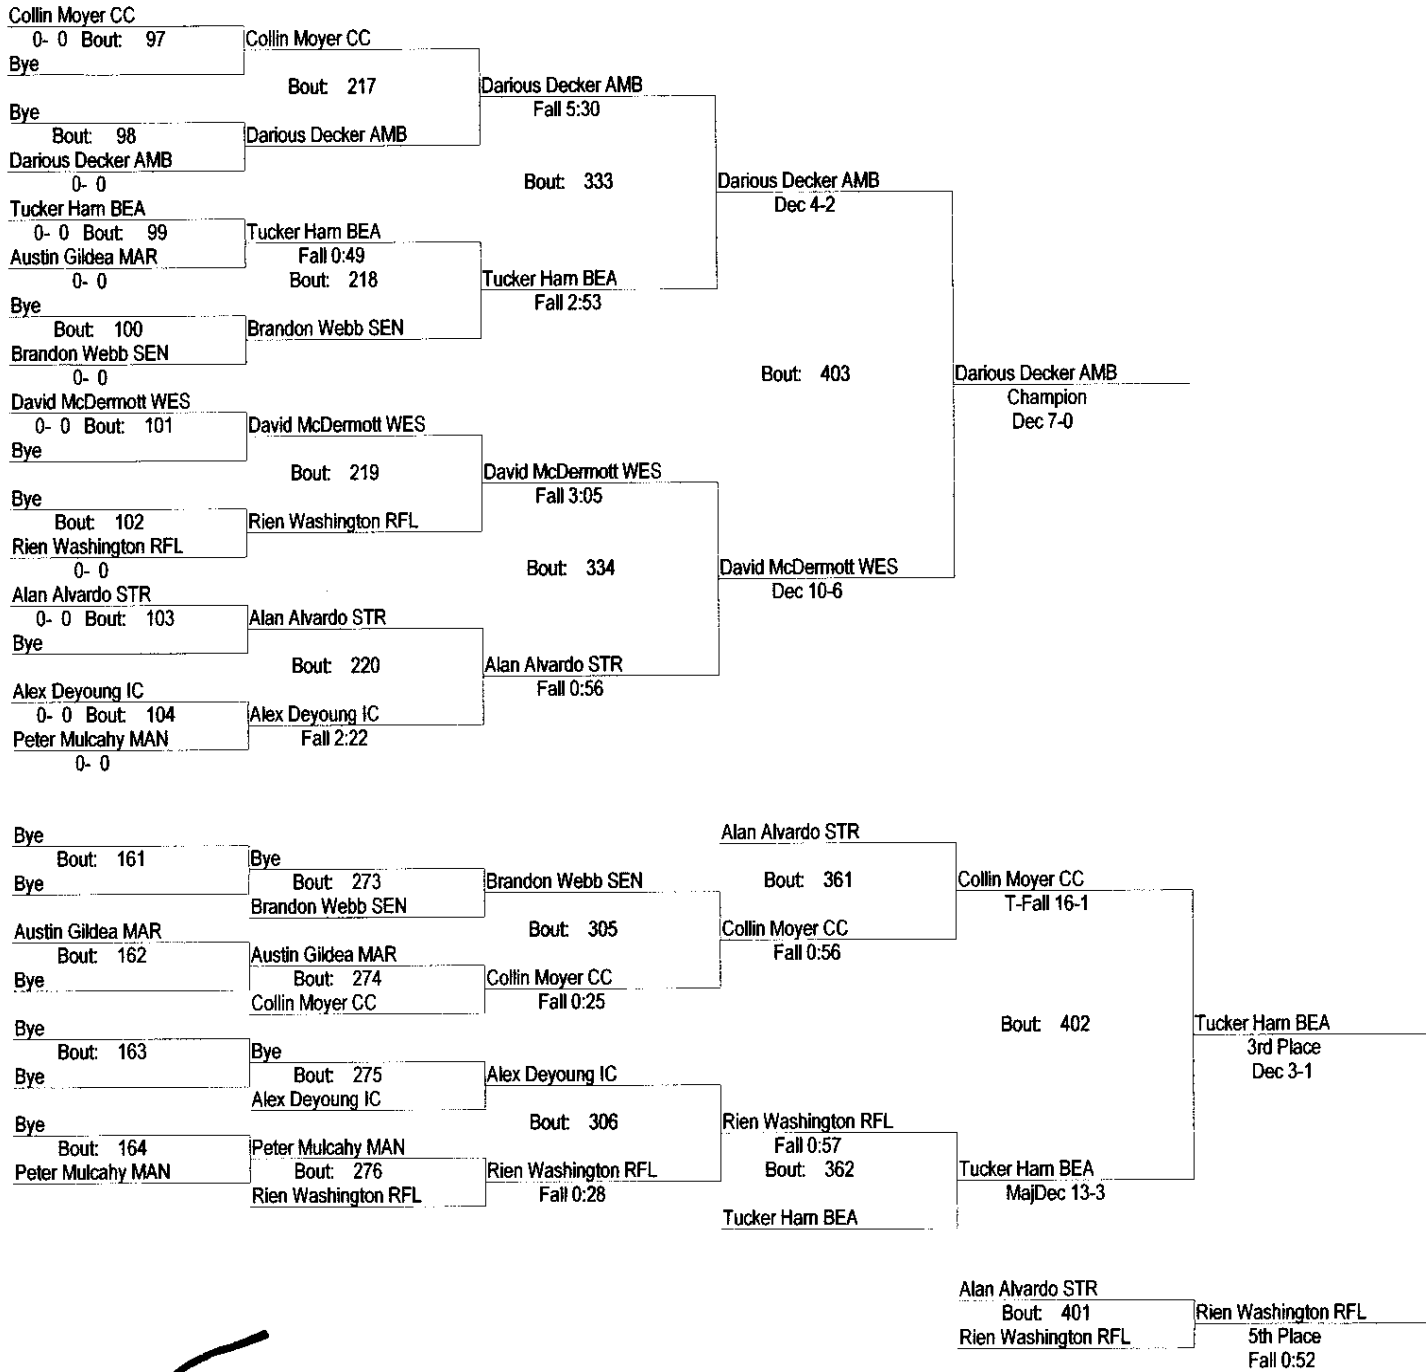 Collin Moyer CC
0- 0 Bout: 97
Bye
Collin Moyer CC
Bout: 217
Bye
Bout: 98
Darious Decker AMB
0- 0
Darious Decker AMB
Darious Decker AMB
Fall 5:30
Bout: 333
Tucker Ham BEA
0- 0 Bout: 99
Austin Gildea MAR
0- 0
Tucker Ham BEA
Fall 0:49
Bout: 218
Bye
Bout: 100
Brandon Webb SEN
0- 0
Brandon Webb SEN
Tucker Ham BEA
Fall 2:53
Darious Decker AMB
Dec 4-2
Bout: 403
Darious Decker AMB
Champion
Dec 7-0
David McDermott WES
0- 0 Bout: 101
Bye
David McDermott WES
Bout: 219
Bye
Bout: 102
Rien Washington RFL
0- 0
Rien Washington RFL
David McDermott WES
Fall 3:05
Bout: 334
David McDermott WES
Dec 10-6
Alan Alvardo STR
0- 0 Bout: 103
Bye
Alan Alvardo STR
Bout: 220
Alex Deyoung IC
0- 0 Bout: 104
Peter Mulcahy MAN
0- 0
Alex Deyoung IC
Fall 2:22
Alan Alvardo STR
Fall 0:56
Bye
Bout: 161
Bye
Bye
Bout: 273
Brandon Webb SEN
Brandon Webb SEN
Bout: 305
Austin Gildea MAR
Bout: 162
Bye
Austin Gildea MAR
Bout: 274
Collin Moyer CC
Collin Moyer CC
Fall 0:25
Alan Alvardo STR
Bout: 361
Collin Moyer CC
Fall 0:56
Collin Moyer CC
T-Fall 16-1
Bout: 402
Tucker Ham BEA
3rd Place
Dec 3-1
Bye
Bout: 163
Bye
Bye
Bout: 275
Alex Deyoung IC
Alex Deyoung IC
Bout: 306
Bye
Bout: 164
Peter Mulcahy MAN
Peter Mulcahy MAN
Bout: 276
Rien Washington RFL
Rien Washington RFL
Fall 0:28
Rien Washington RFL
Fall 0:57
Bout: 362
Tucker Ham BEA
Tucker Ham BEA
MajDec 13-3
Alan Alvardo STR
Bout: 401
Rien Washington RFL
Rien Washington RFL
5th Place
Fall 0:52